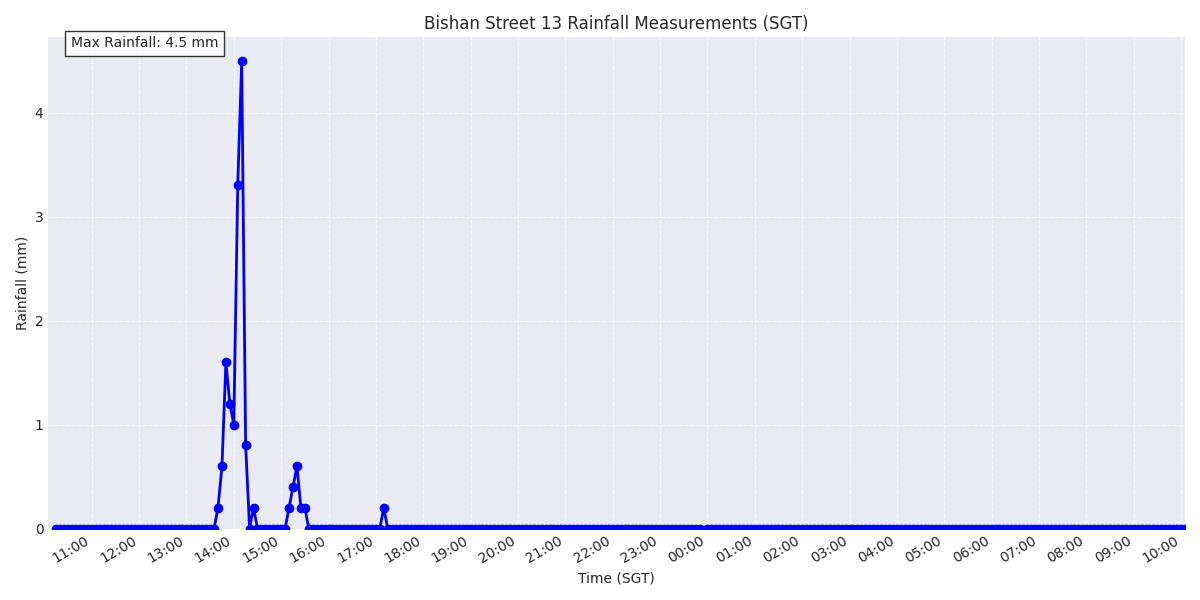 Bishan Street 13 Rainfall Measurements (SGT)
Max Rainfall: 4.5 mm
Rainfall (mm)
4
3
2
1
0
11:00 12:00 13:00 14:00 15:00 16:00 17:00 18:00 19:00 20:00 21:00 22:00 23:00 00:00 01:00 02:00 03:00 04:00 05:00 06:00 07:00 08:00 09:00 10:00
Time (SGT)